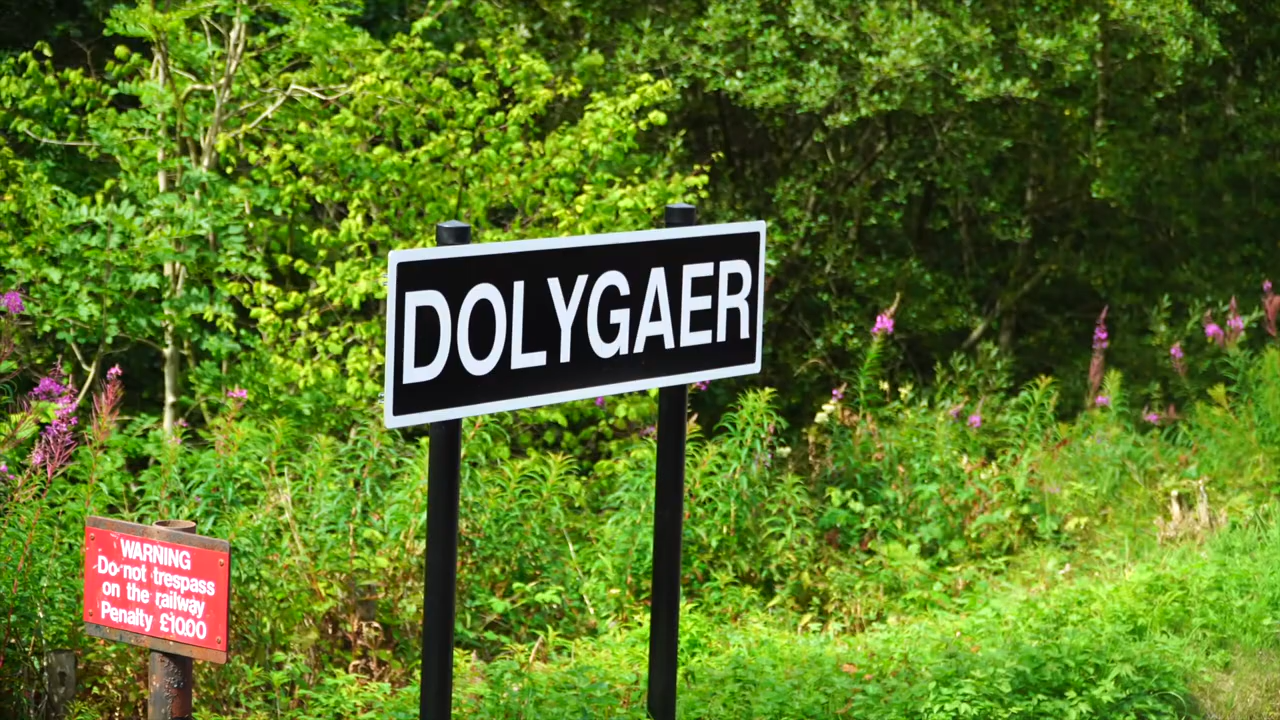 DOLYGAER
WARNING
Do not trespass
on the railway
Penalty £1000